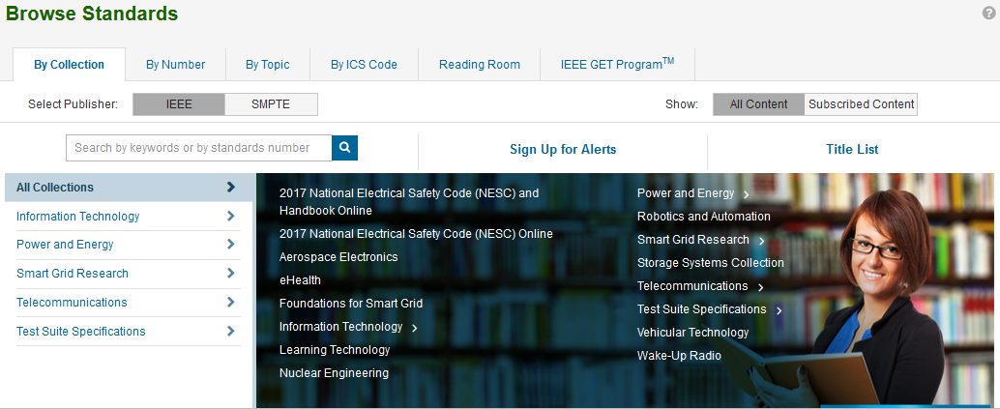 Browse Standards
?
By Collection
By Number
By Topic
By ICS Code
Reading Room
IEEE GET Program™
Select Publisher:
IEEE
SMPTE
Show:
All Content
Subscribed Content
Search by keywords or by standards number
Sign Up for Alerts
Title List
All Collections
Information Technology
Power and Energy
Smart Grid Research
Telecommunications
Test Suite Specifications
2017 National Electrical Safety Code (NESC) and
Handbook Online
2017 National Electrical Safety Code (NESC) Online
Aerospace Electronics
eHealth
Foundations for Smart Grid
Information Technology
Learning Technology
Nuclear Engineering
Power and Energy
Robotics and Automation
Smart Grid Research
Storage Systems Collection
Telecommunications
Test Suite Specifications
Vehicular Technology
Wake-Up Radio